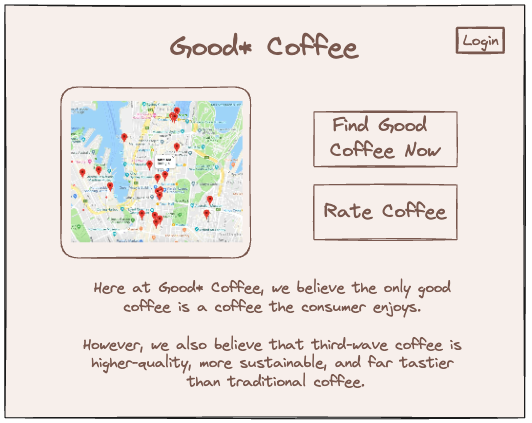 Good* Coffee
Login
Find Good
Coffee Now
Rate Coffee
Here at Good* Coffee, we believe the only good
coffee is a coffee the consumer enjoys.
However, we also believe that third-wave coffee is
higher-quality, more sustainable, and far tastier
than traditional coffee.